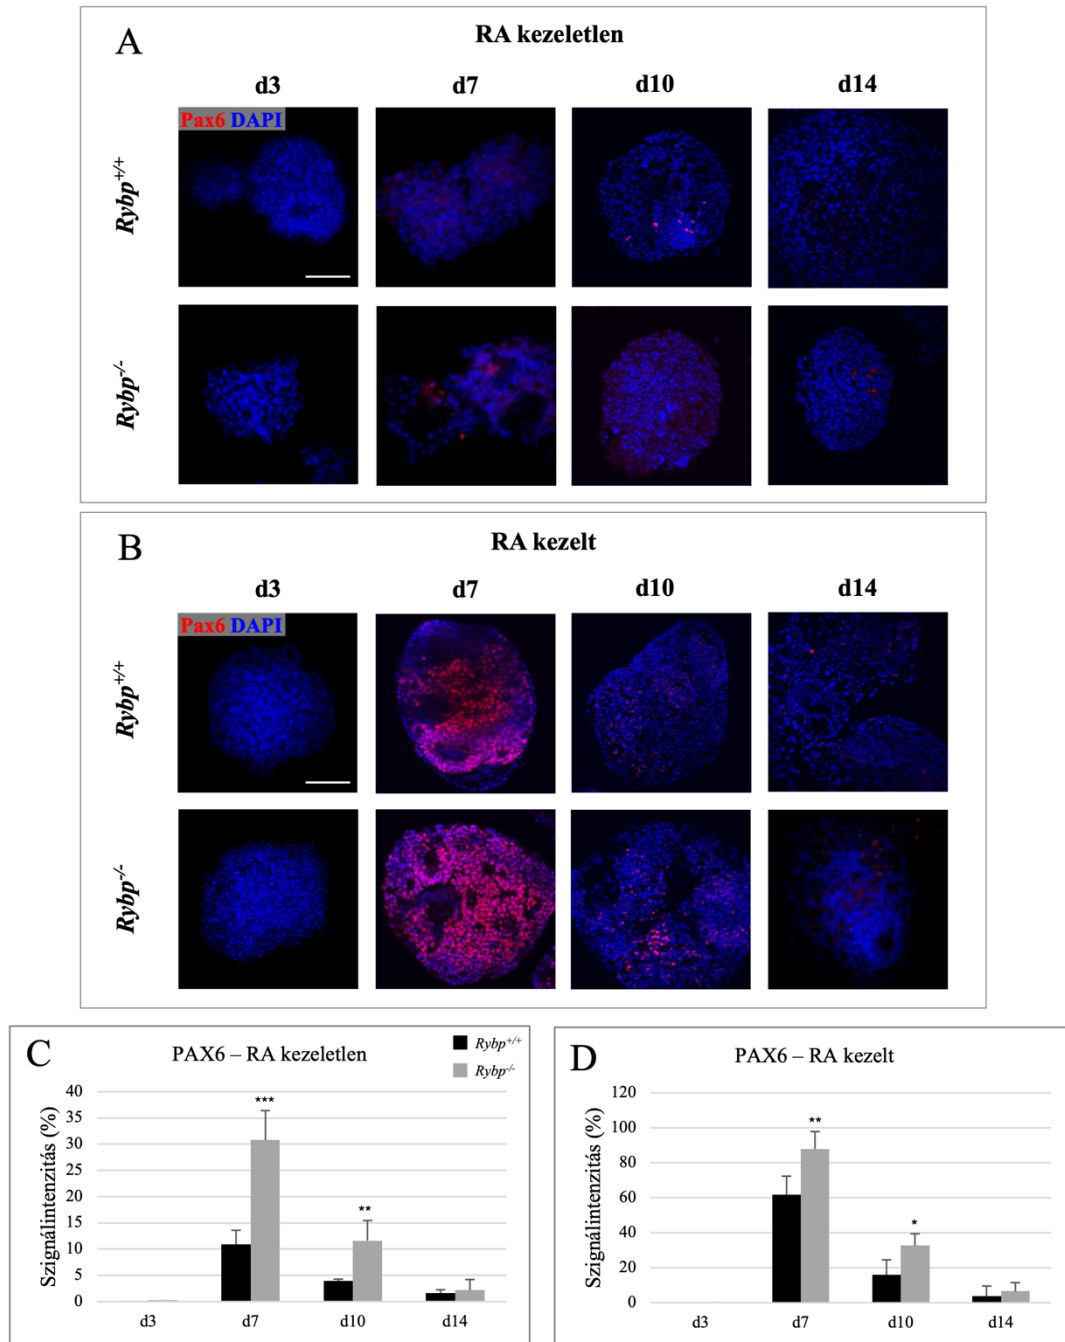 A
RA kezeletlen
d3 d7 d10 d14
Pax6 DAPI
Rybp+/+
Rybp-/-
B
RA kezelt
d3 d7 d10 d14
Pax6 DAPI
Rybp+/+
Rybp-/-
C
PAX6 – RA kezeletlen
Rybp+/+
Rybp-/-
Szignálintenzitás (%)
40
35
30
25
20
15
10
5
0
***
**
d3 d7 d10 d14
D
PAX6 – RA kezelt
Szignálintenzitás (%)
120
100
80
60
40
20
0
**
*
d3 d7 d10 d14